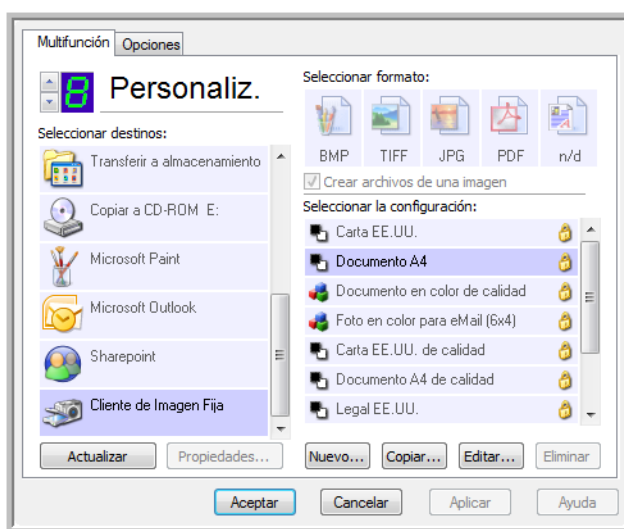 Multifunción
Opciones
8
Personaliz.
Seleccionar destinos:
Transferir a almacenamiento
Copiar a CD-ROM E:
Microsoft Paint
Microsoft Outlook
Sharepoint
Cliente de Imagen Fija
Actualizar
Propiedades...
Seleccionar formato:
BMP TIFF JPG PDF n/d
Crear archivos de una imagen
Seleccionar la configuración:
Carta EE.UU.
Documento A4
Documento en color de calidad
Foto en color para eMail (6x4)
Carta EE.UU. de calidad
Documento A4 de calidad
Legal EE.UU.
Nuevo... Copiar... Editar... Eliminar
Aceptar Cancelar Aplicar Ayuda